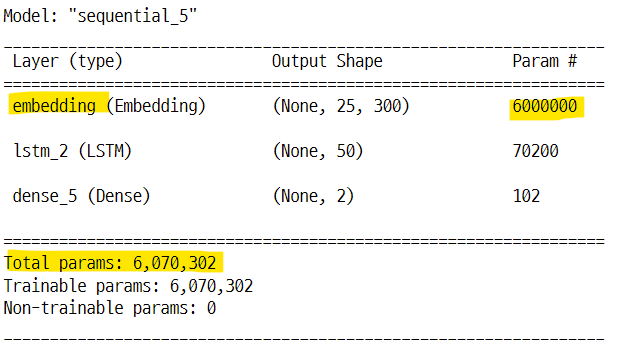 Model: "sequential_5"
Layer (type) Output Shape Param #
embedding (Embedding) (None, 25, 300) 6000000
lstm_2 (LSTM) (None, 50) 70200
dense_5 (Dense) (None, 2) 102
Total params: 6,070,302
Trainable params: 6,070,302
Non-trainable params: 0